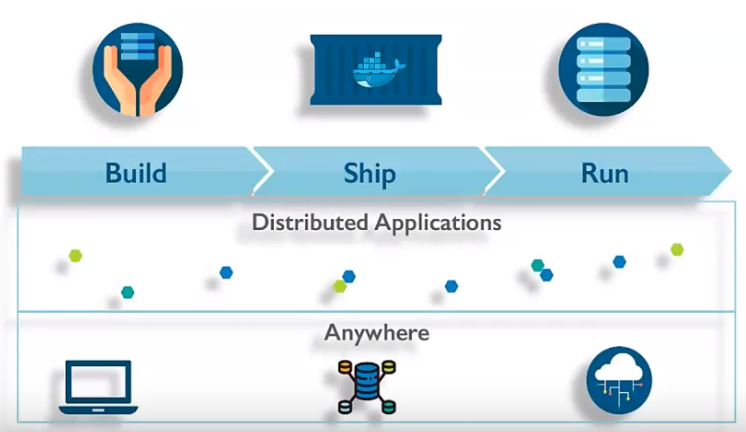 Build
Ship
Run
Distributed Applications
Anywhere